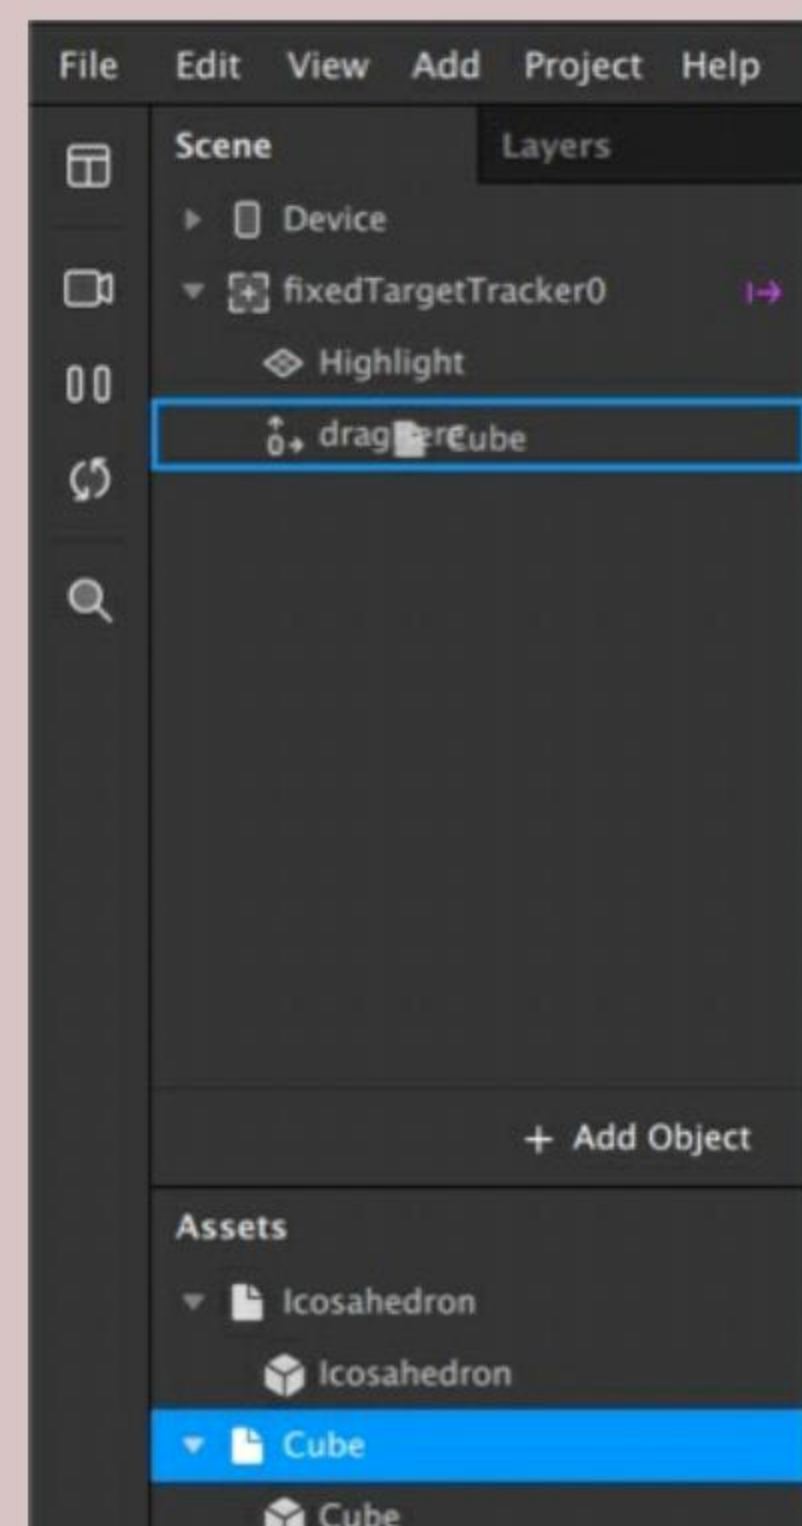 File Edit View Add Project Help
Scene Layers
Device
fixedTargetTracker0
Highlight
Cube
+ Add Object
Assets
Icosahedron
Icosahedron
Cube
Cube